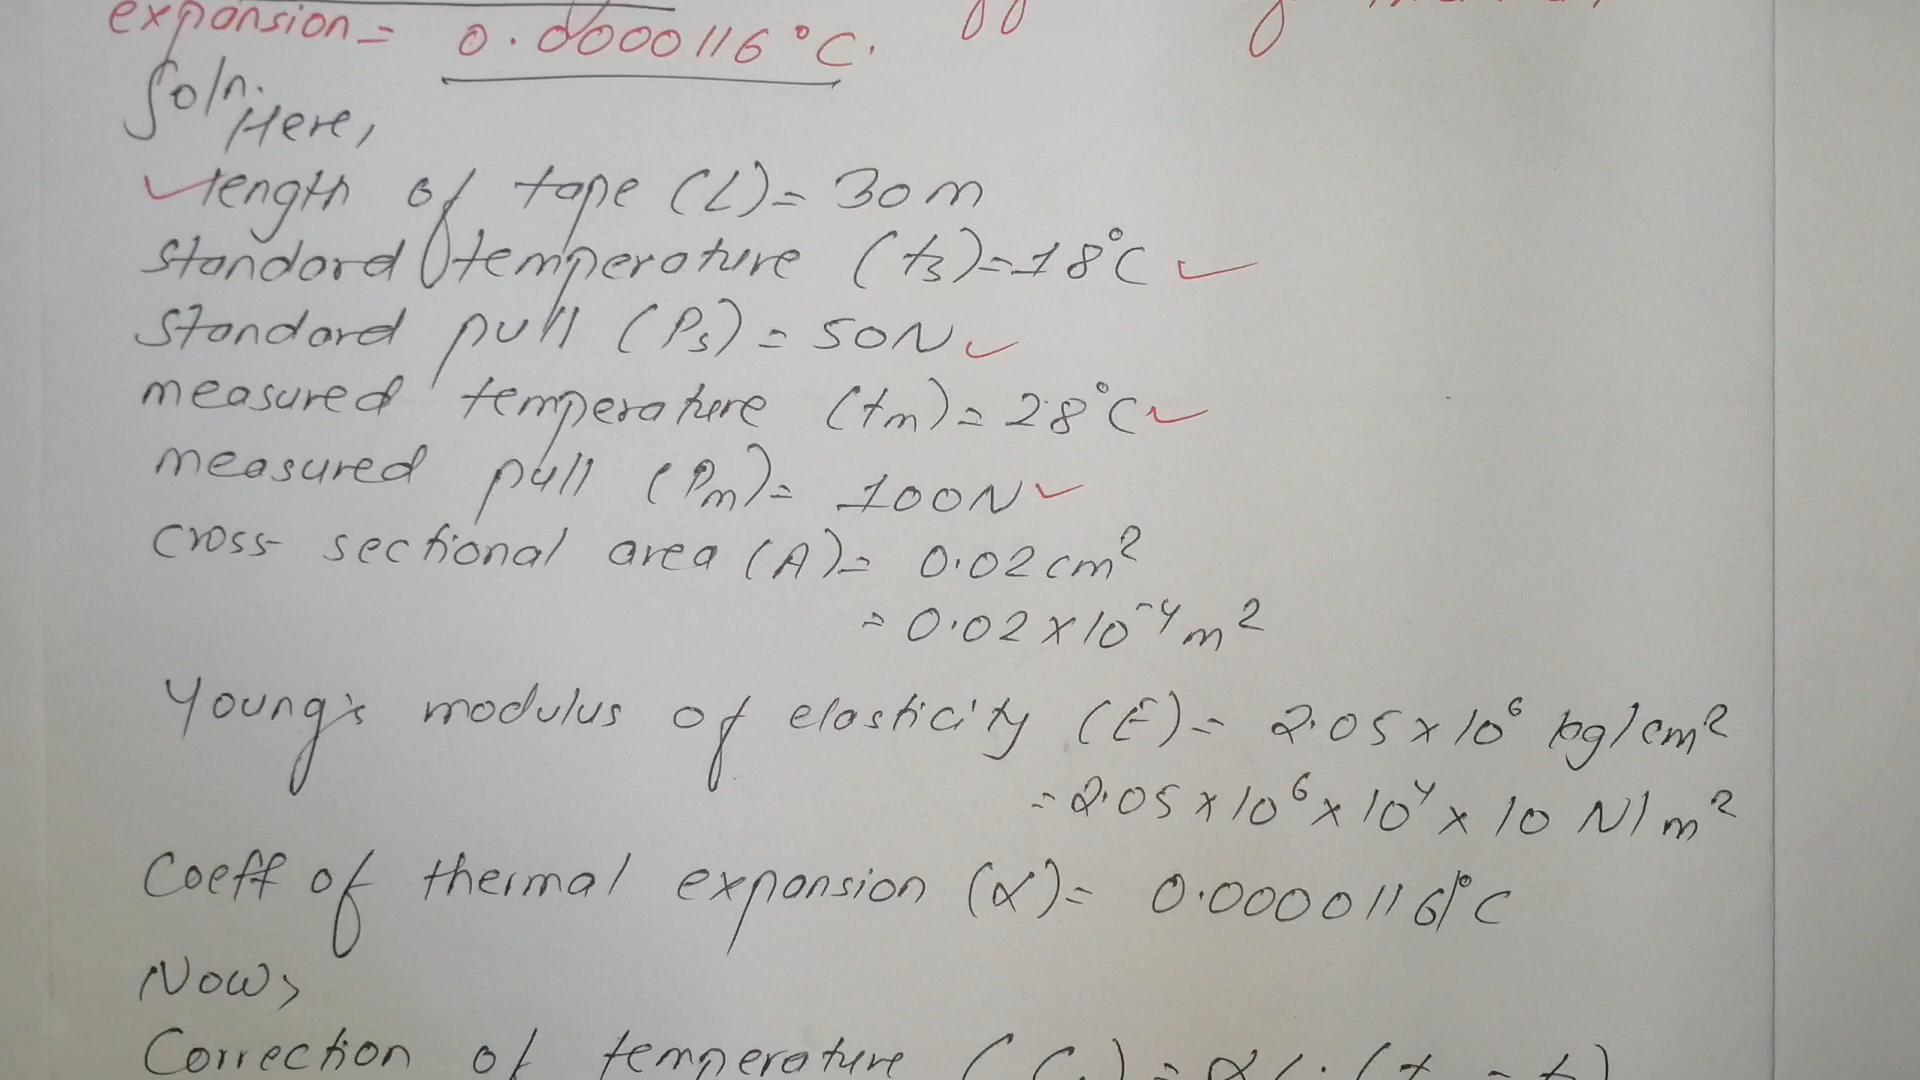 expansion = 0.0000116°C.
Soln.
Here,
length of tape (L) = 30m
Standard temperature (ts) = 18°C
Standard pull (Ps) = 50N
measured temperature (tm) = 28°C
measured pull (Pm) = 100N
cross sectional area (A) = 0.02cm²
= 0.02 x 10⁻⁴ m²
Young's modulus of elasticity (E) = 2.05 x 10⁶ kg/cm²
= 2.05 x 10⁶ x 10⁴ x 10 N/m²
Coeff of thermal expansion (α) = 0.0000116/°C
Now,
Correction of temperature